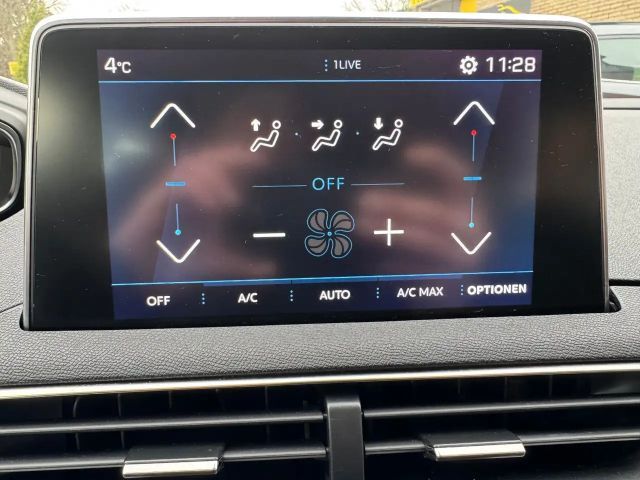 4°C 1LIVE 11:28
OFF
OFF A/C AUTO A/C MAX OPTIONEN